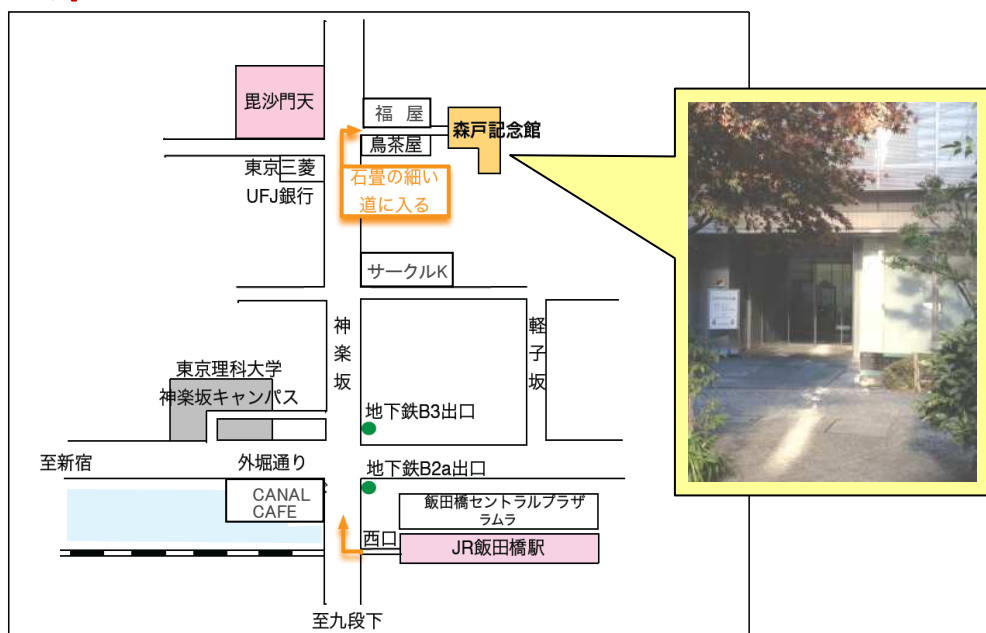 毘沙門天
福 屋
森戸記念館
鳥茶屋
東京三菱
UFJ銀行
石畳の細い
道に入る
サークルK
神楽坂
軽子坂
東京理科大学
神楽坂キャンパス
地下鉄B3出口
至新宿
外堀通り
地下鉄B2a出口
CANAL
CAFE
飯田橋セントラルプラザ
ラムラ
西口
JR飯田橋駅
至九段下